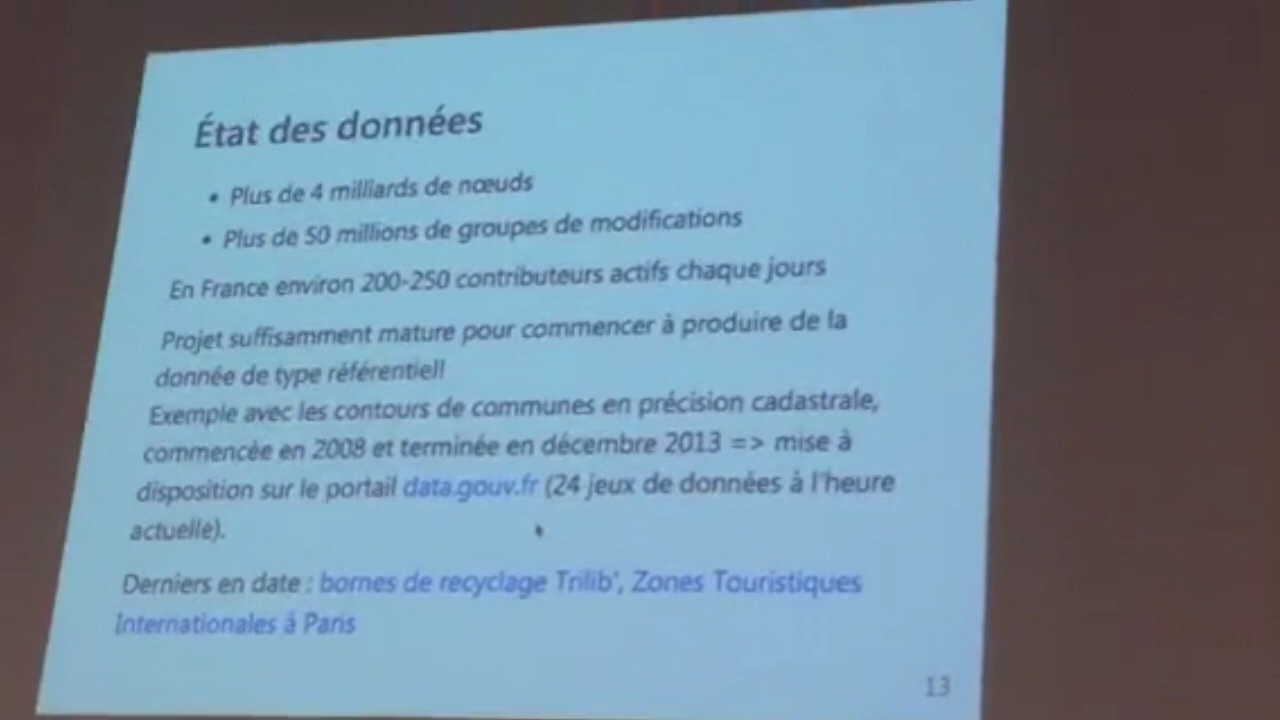 État des données
• Plus de 4 milliards de nœuds
• Plus de 50 millions de groupes de modifications
En France environ 200-250 contributeurs actifs chaque jours
Projet suffisamment mature pour commencer à produire de la
donnée de type référentiel!
Exemple avec les contours de communes en précision cadastrale,
commencée en 2008 et terminée en décembre 2013 => mise à
disposition sur le portail data.gouv.fr (24 jeux de données à l'heure
actuelle).
Derniers en date : bornes de recyclage Trilib', Zones Touristiques
Internationales à Paris
13